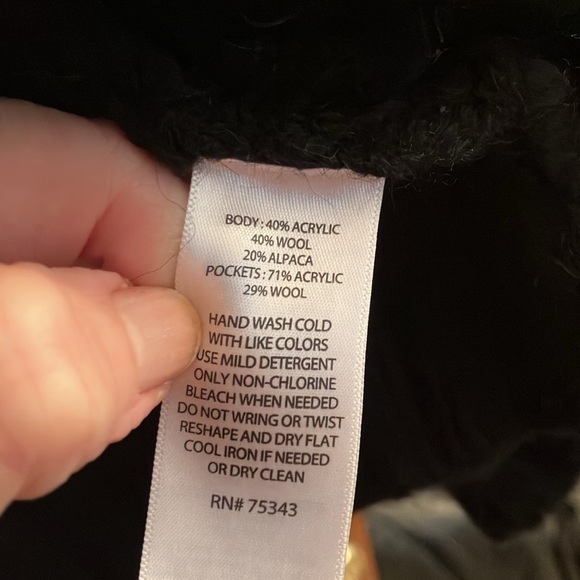 BODY : 40% ACRYLIC
40% WOOL
20% ALPACA
POCKETS : 71% ACRYLIC
29% WOOL
HAND WASH COLD
WITH LIKE COLORS
USE MILD DETERGENT
ONLY NON-CHLORINE
BLEACH WHEN NEEDED
DO NOT WRING OR TWIST
RESHAPE AND DRY FLAT
COOL IRON IF NEEDED
OR DRY CLEAN
RN# 75343